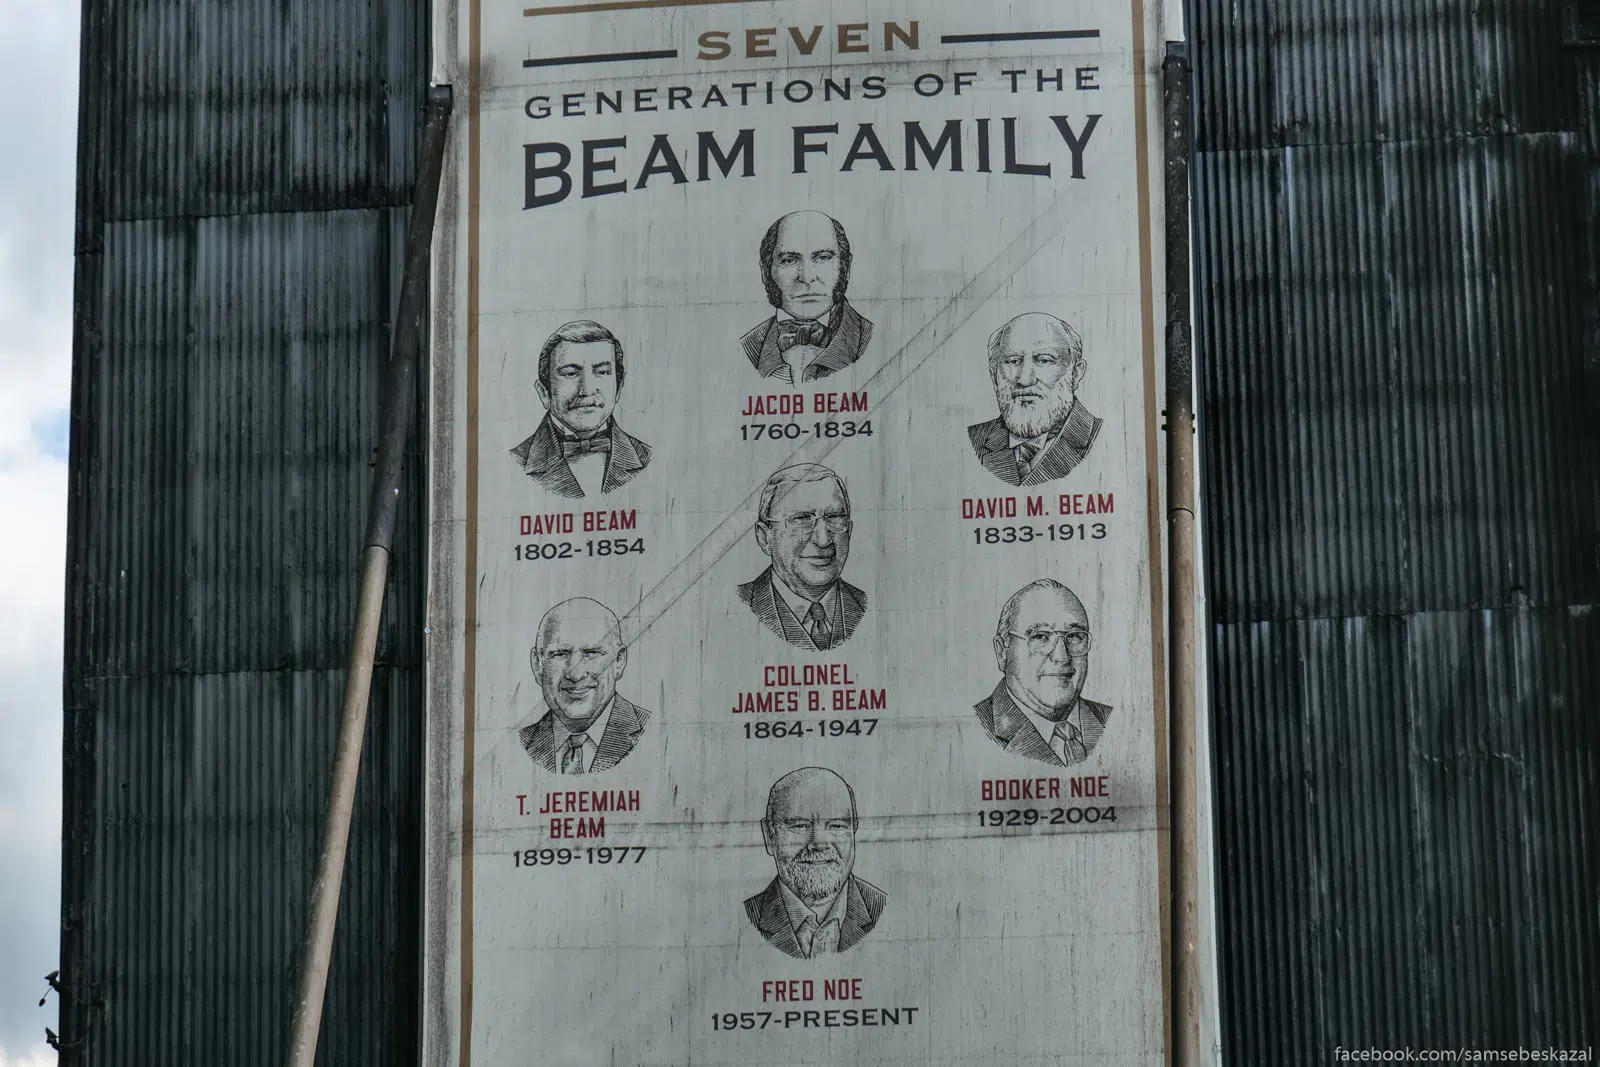 SEVEN
GENERATIONS OF THE
BEAM FAMILY
JACOB BEAM
1760-1834
DAVID BEAM
1802-1854
DAVID M. BEAM
1833-1913
COLONEL
JAMES B. BEAM
1864-1947
T. JEREMIAH
BEAM
1899-1977
BOOKER NOE
1929-2004
FRED NOE
1957-PRESENT
facebook.com/samsebeskazal